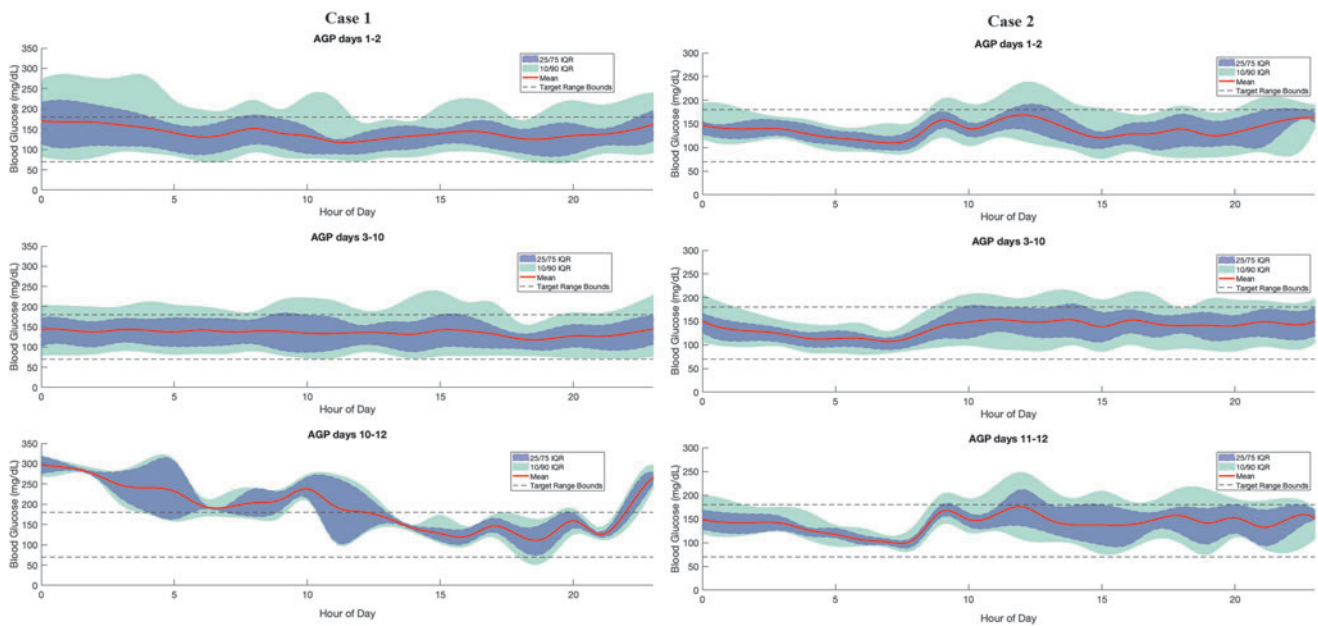 Case 1
AGP days 1-2
350
300
250
200
150
100
50
0
Blood Glucose (mg/dL)
25/75 IQR
10/90 IQR
Mean
Target Range Bounds
0 5 10 15 20
Hour of Day
AGP days 3-10
350
300
250
200
150
100
50
0
Blood Glucose (mg/dL)
25/75 IQR
10/90 IQR
Mean
Target Range Bounds
0 5 10 15 20
Hour of Day
AGP days 10-12
350
300
250
200
150
100
50
0
Blood Glucose (mg/dL)
25/75 IQR
10/90 IQR
Mean
Target Range Bounds
0 5 10 15 20
Hour of Day
Case 2
AGP days 1-2
300
250
200
150
100
50
0
Blood Glucose (mg/dL)
25/75 IQR
10/90 IQR
Mean
Target Range Bounds
0 5 10 15 20
Hour of Day
AGP days 3-10
300
250
200
150
100
50
0
Blood Glucose (mg/dL)
25/75 IQR
10/90 IQR
Mean
Target Range Bounds
0 5 10 15 20
Hour of Day
AGP days 11-12
300
250
200
150
100
50
0
Blood Glucose (mg/dL)
25/75 IQR
10/90 IQR
Mean
Target Range Bounds
0 5 10 15 20
Hour of Day